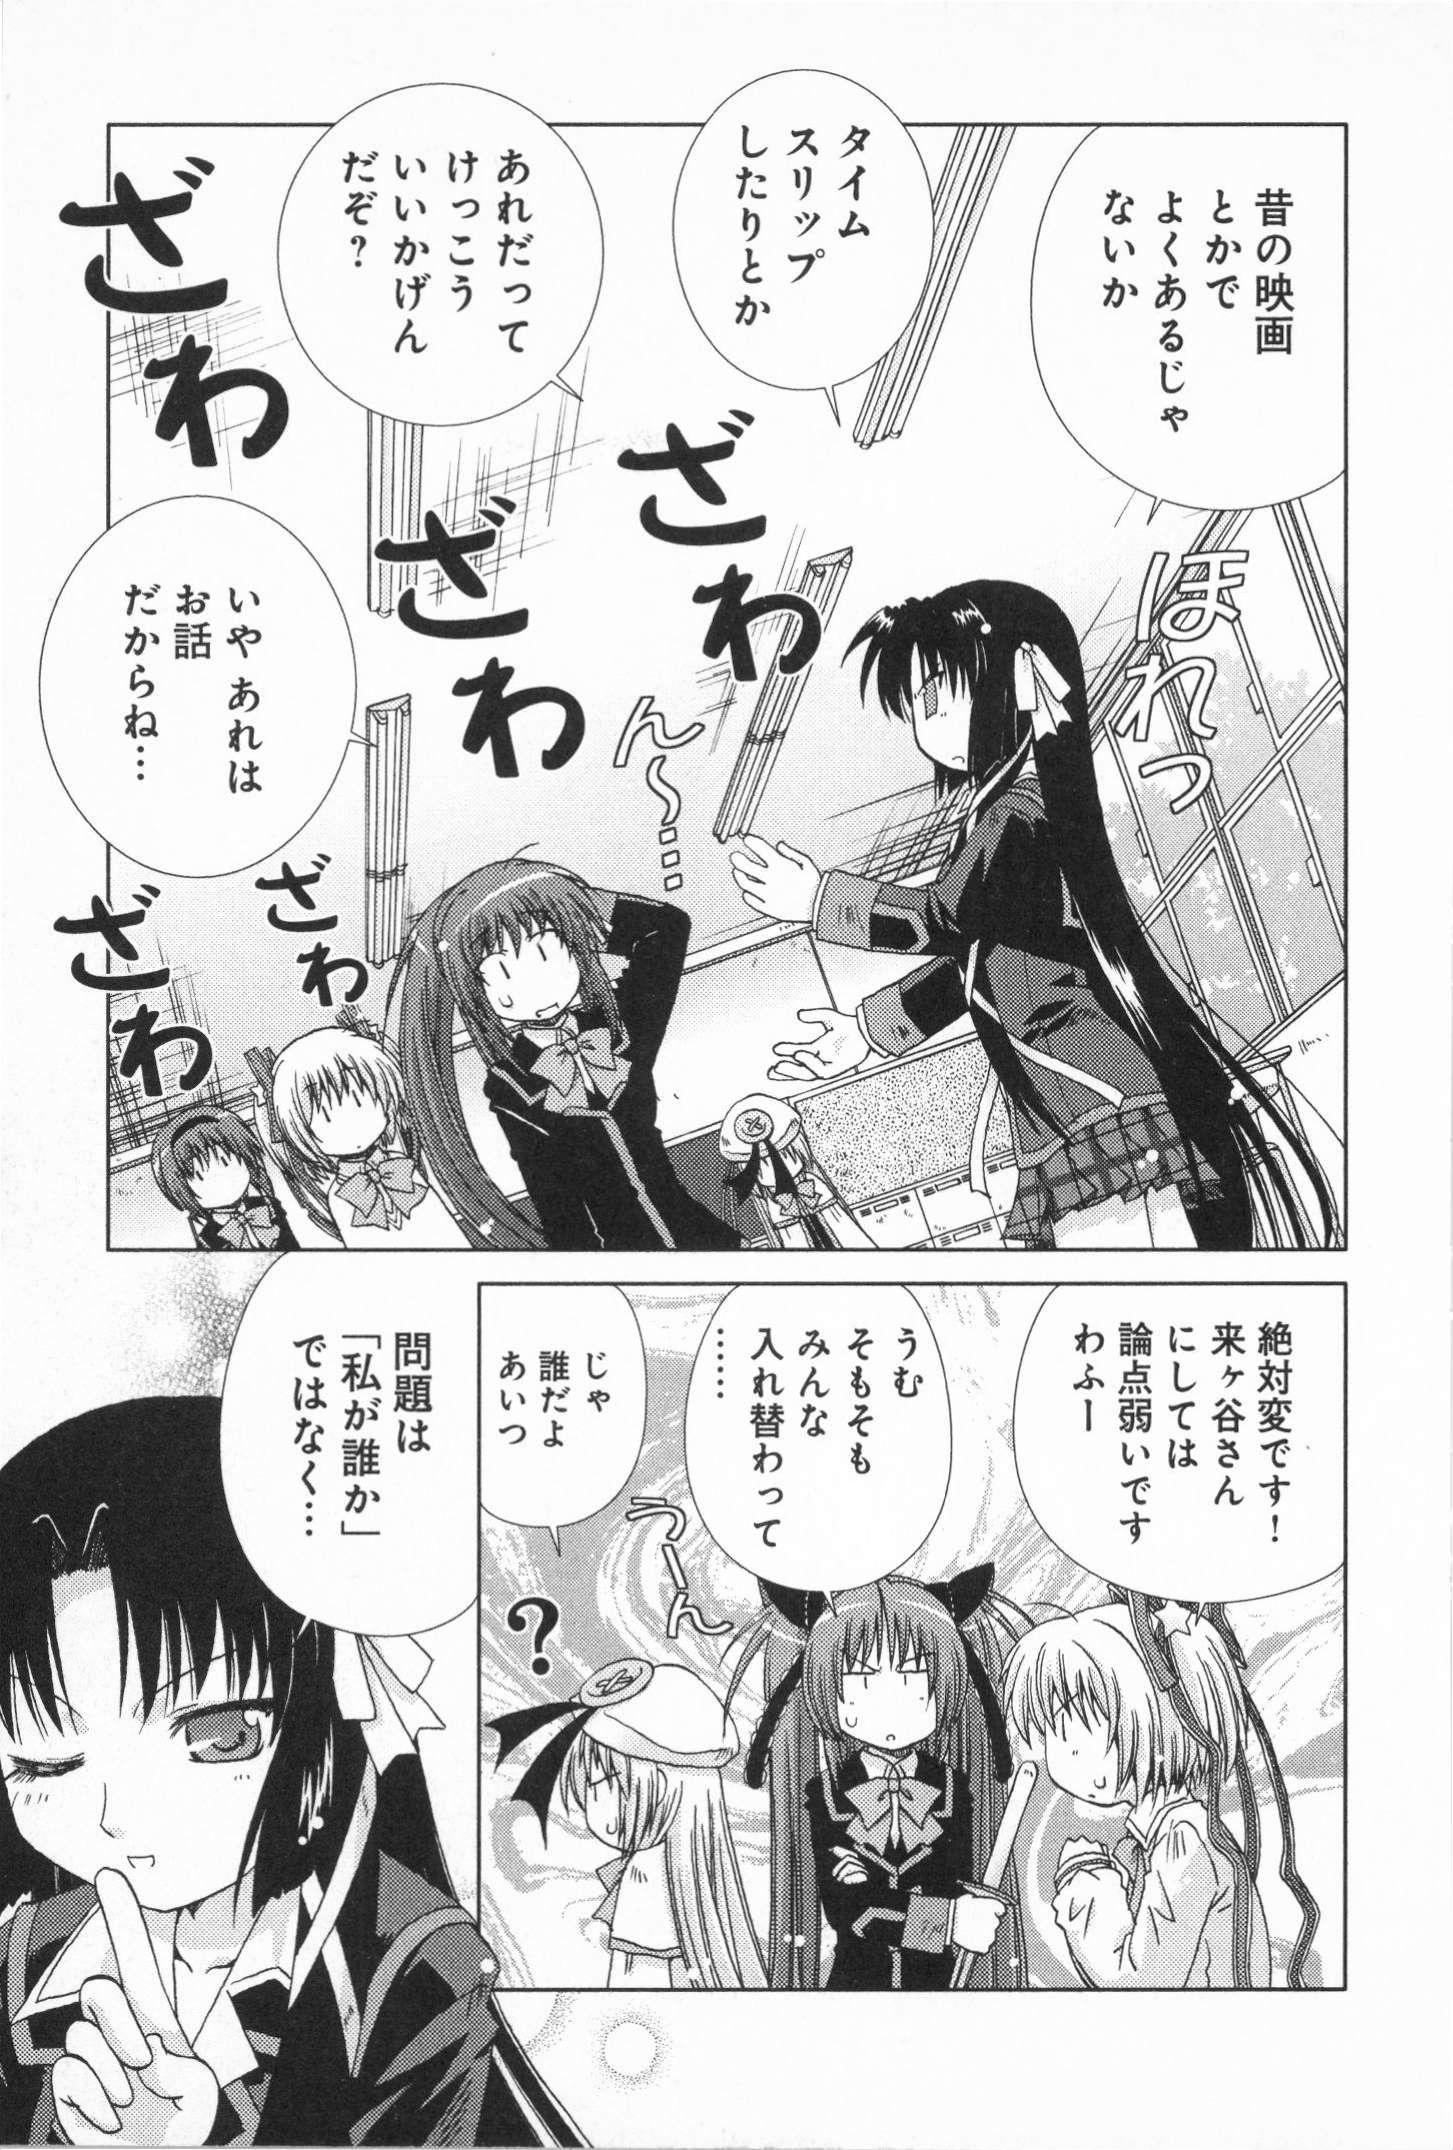 昔の映画
とかで
よくあるじゃ
ないか
タイム
スリップ
したりとか
あれだって
けっこう
いいかげん
だぞ?
いや あれは
お話
だからね…
ほれっ
ん〜……
ざわ
ざわ
ざわ
ざわ
ざわ
絶対変です!
来ヶ谷さん
にしては
論点弱いです
わふー
うむ
そもそも
みんな
入れ替わって
……
じゃ
誰だよ
あいつ
うーん
?
問題は
「私が誰か」
ではなく…